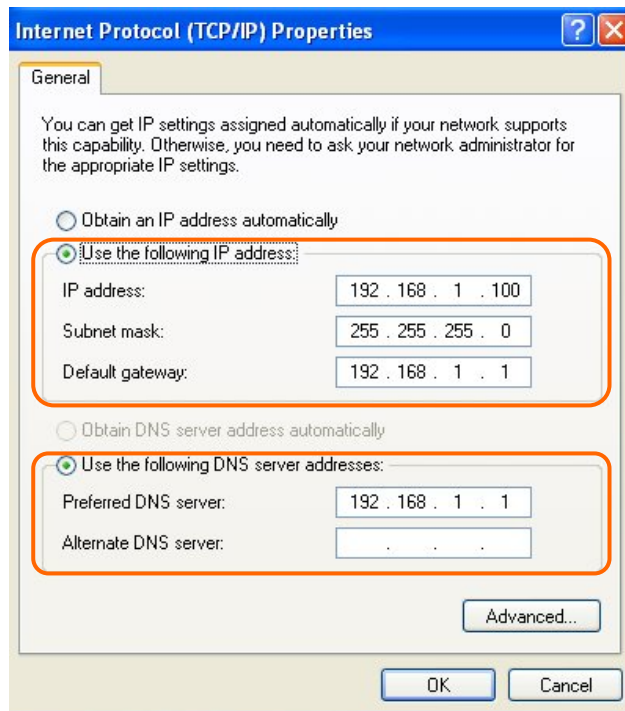 Internet Protocol (TCP/IP) Properties
General
You can get IP settings assigned automatically if your network supports
this capability. Otherwise, you need to ask your network administrator for
the appropriate IP settings.
Obtain an IP address automatically
Use the following IP address:
IP address: 192 . 168 . 1 . 100
Subnet mask: 255 . 255 . 255 . 0
Default gateway: 192 . 168 . 1 . 1
Obtain DNS server address automatically
Use the following DNS server addresses:
Preferred DNS server: 192 . 168 . 1 . 1
Alternate DNS server: . . .
Advanced...
OK Cancel